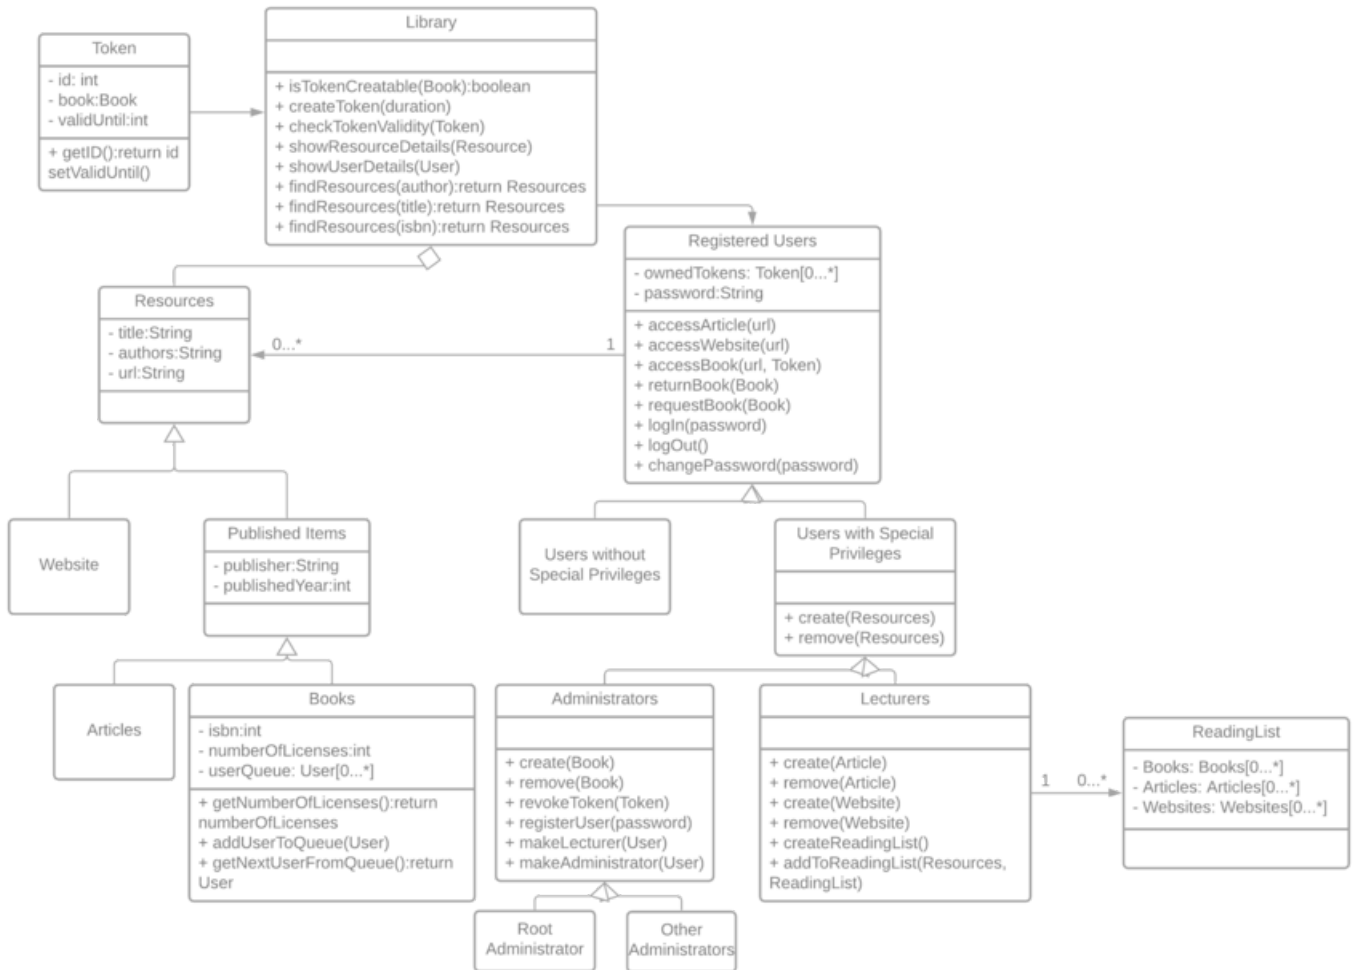 Library
+ isTokenCreatable(Book):boolean
+ createToken(duration)
+ checkTokenValidity(Token)
+ showResourceDetails(Resource)
+ showUserDetails(User)
+ findResources(author):return Resources
+ findResources(title):return Resources
+ findResources(isbn):return Resources
Token
- id: int
- book:Book
- validUntil:int
+ getID():return id
setValidUntil()
Registered Users
- ownedTokens: Token[0...*]
- password:String
+ accessArticle(url)
+ accessWebsite(url)
+ accessBook(url, Token)
+ returnBook(Book)
+ requestBook(Book)
+ logIn(password)
+ logOut()
+ changePassword(password)
Resources
- title:String
- authors:String
- url:String
0...*
1
Website
Published Items
- publisher:String
- publishedYear:int
Users without
Special Privileges
Users with Special
Privileges
+ create(Resources)
+ remove(Resources)
Articles
Books
- isbn:int
- numberOfLicenses:int
- userQueue: User[0...*]
+ getNumberOfLicenses():return
numberOfLicenses
+ addUserToQueue(User)
+ getNextUserFromQueue():return
User
Administrators
+ create(Book)
+ remove(Book)
+ revokeToken(Token)
+ registerUser(password)
+ makeLecturer(User)
+ makeAdministrator(User)
Lecturers
+ create(Article)
+ remove(Article)
+ create(Website)
+ remove(Website)
+ createReadingList()
+ addToReadingList(Resources,
ReadingList)
1
0...*
ReadingList
- Books: Books[0...*]
- Articles: Articles[0...*]
- Websites: Websites[0...*]
Root
Administrator
Other
Administrators